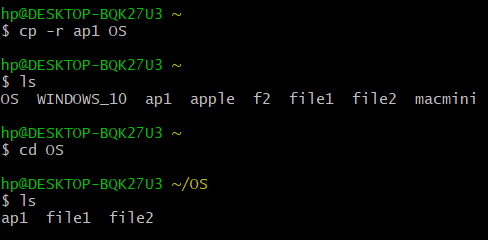 hp@DESKTOP-BQK27U3 ~
$ cp -r ap1 OS
hp@DESKTOP-BQK27U3 ~
$ ls
OS  WINDOWS_10  ap1  apple  f2  file1  file2  macmini
hp@DESKTOP-BQK27U3 ~
$ cd OS
hp@DESKTOP-BQK27U3 ~/OS
$ ls
ap1  file1  file2